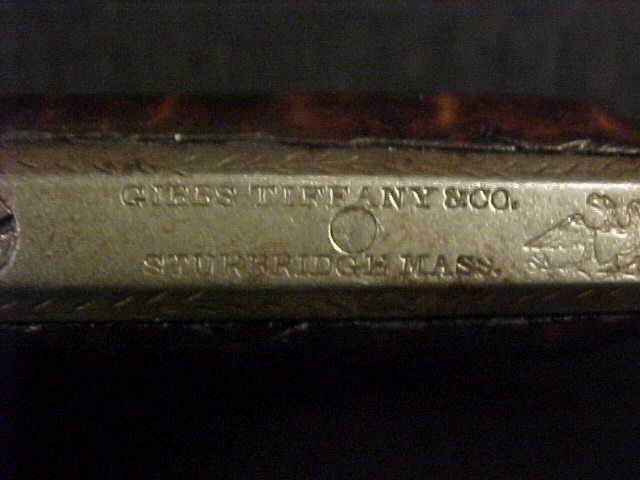 GIBBS TIFFANY & CO.
STURBRIDGE MASS.